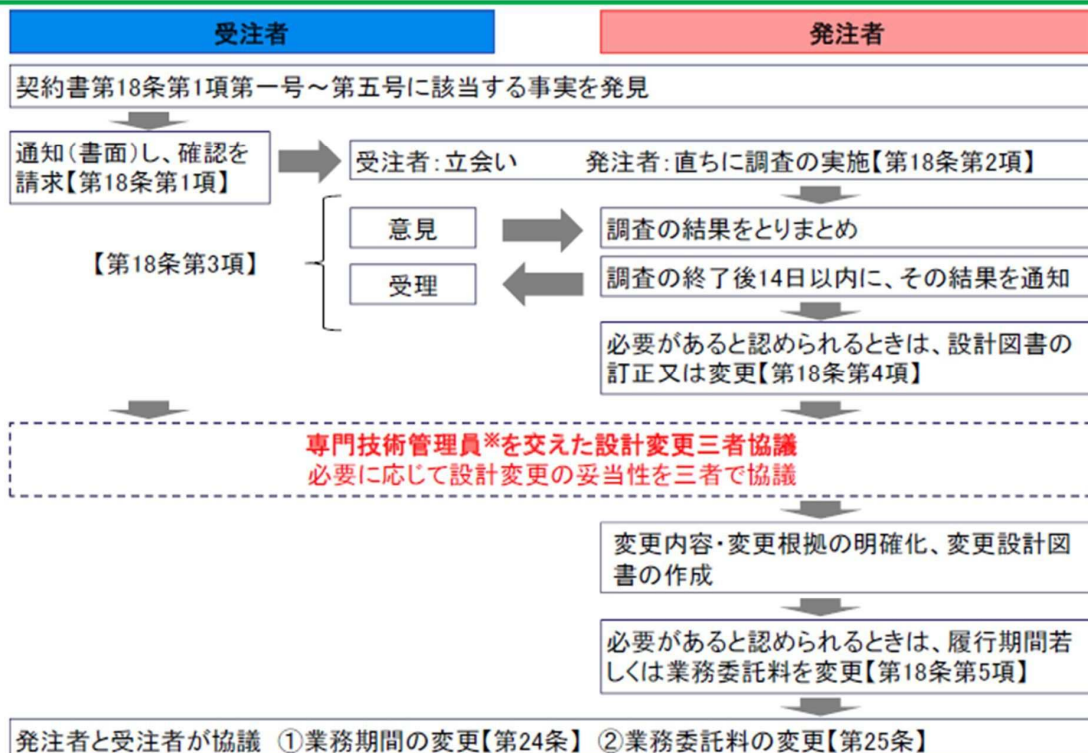 受注者
発注者
契約書第18条第1項第一号～第五号に該当する事実を発見
通知(書面)し、確認を
請求【第18条第1項】
受注者:立会い 発注者:直ちに調査の実施【第18条第2項】
意見
調査の結果をとりまとめ
【第18条第3項】
受理
調査の終了後14日以内に、その結果を通知
必要があると認められるときは、設計図書の
訂正又は変更【第18条第4項】
専門技術管理員※を交えた設計変更三者協議
必要に応じて設計変更の妥当性を三者で協議
変更内容・変更根拠の明確化、変更設計図
書の作成
必要があると認められるときは、履行期間若
しくは業務委託料を変更【第18条第5項】
発注者と受注者が協議 ①業務期間の変更【第24条】 ②業務委託料の変更【第25条】